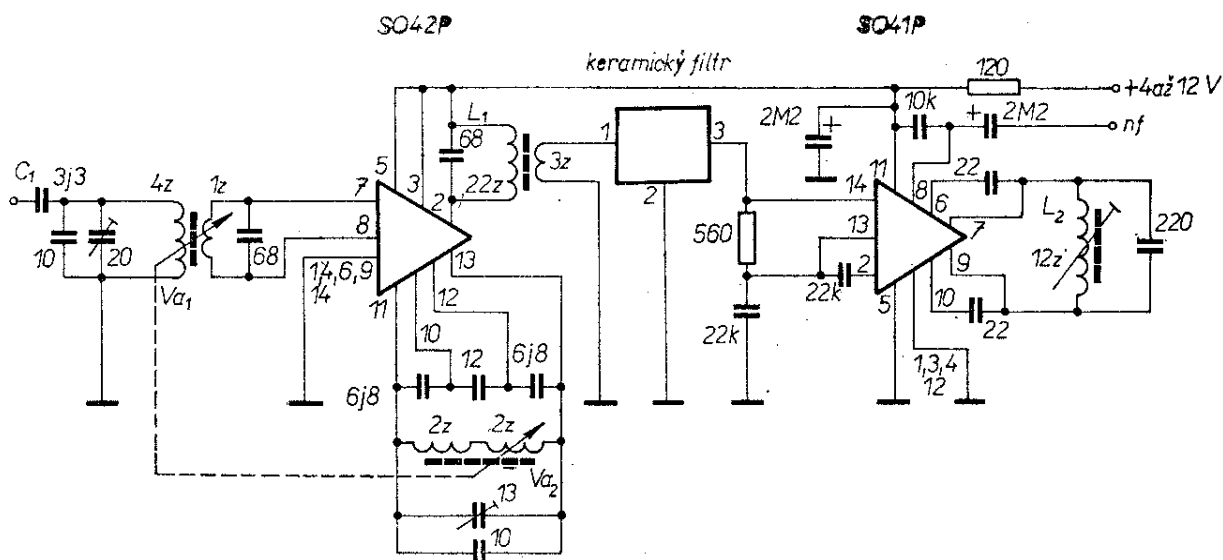 SO42P
SO41P
keramický filtr
120
+4až 12 V
10k
2M2
2M2
nf
C1
3j3
4z
1z
10
20
68
Va1
7
8
5
3
2
13
12
10
11
1,4,6,9
14
L1
68
22z
3z
1
3
2
560
22k
22k
14
13
2
11
8
6
7
9
10
5
1,3,4
12
22
22
L2
12z
220
6j8
12
6j8
2z
2z
Va2
13
10